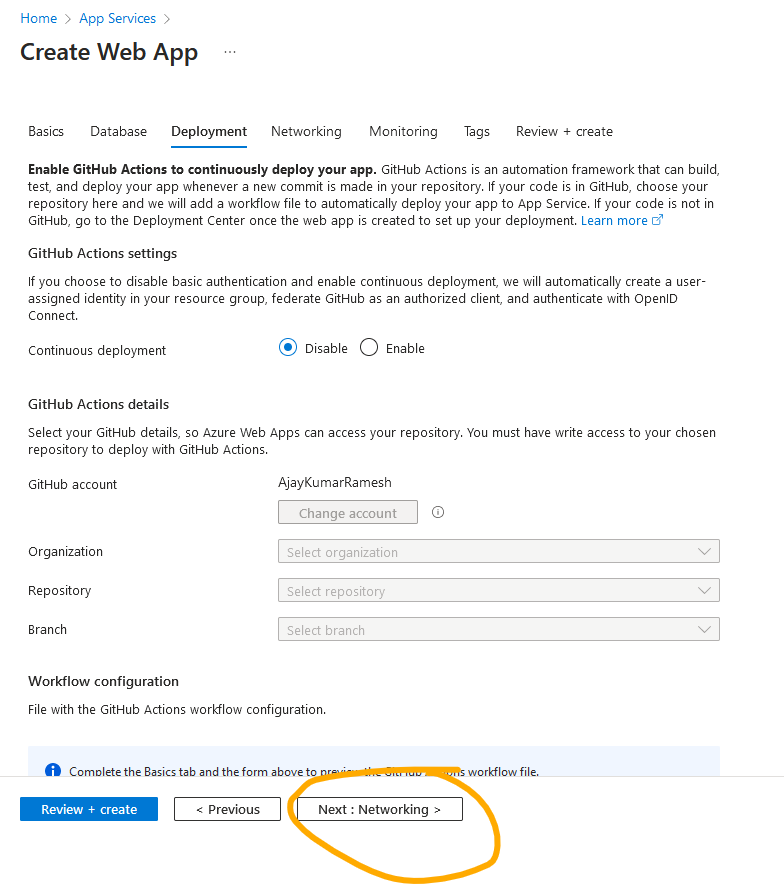 Home > App Services >
Create Web App ...
Basics Database Deployment Networking Monitoring Tags Review + create
Enable GitHub Actions to continuously deploy your app. GitHub Actions is an automation framework that can build,
test, and deploy your app whenever a new commit is made in your repository. If your code is in GitHub, choose your
repository here and we will add a workflow file to automatically deploy your app to App Service. If your code is not in
GitHub, go to the Deployment Center once the web app is created to set up your deployment. Learn more
GitHub Actions settings
If you choose to disable basic authentication and enable continuous deployment, we will automatically create a user-
assigned identity in your resource group, federate GitHub as an authorized client, and authenticate with OpenID
Connect.
Continuous deployment Disable Enable
GitHub Actions details
Select your GitHub details, so Azure Web Apps can access your repository. You must have write access to your chosen
repository to deploy with GitHub Actions.
GitHub account AjayKumarRamesh
Change account
Organization Select organization
Repository Select repository
Branch Select branch
Workflow configuration
File with the GitHub Actions workflow configuration.
Complete the Basics tab and the form above to preview the GitHub Actions workflow file.
Review + create < Previous Next : Networking >